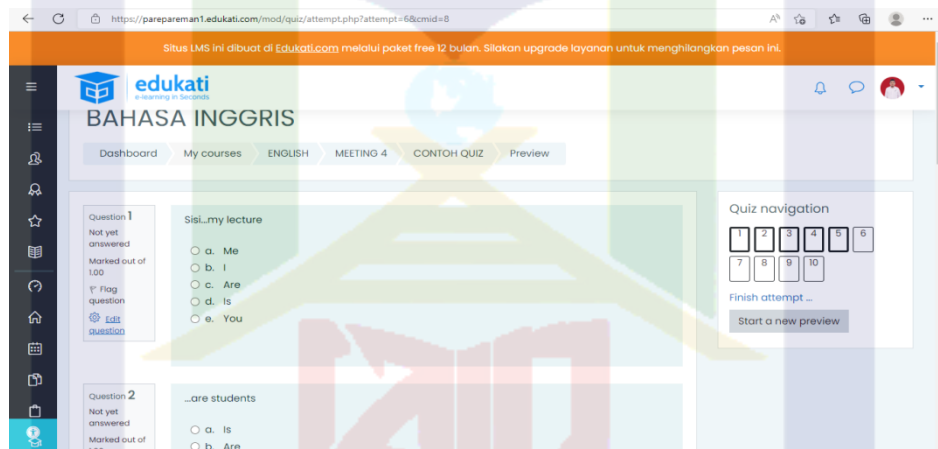 https://parepareman1.edukati.com/mod/quiz/attempt.php?attempt=6&cmid=8
Situs LMS ini dibuat di Edukati.com melalui paket free 12 bulan. Silakan upgrade layanan untuk menghilangkan pesan ini.
edukati
e-learning in Seconds
BAHASA INGGRIS
Dashboard My courses ENGLISH MEETING 4 CONTOH QUIZ Preview
Question 1
Not yet
answered
Marked out of
1.00
Flag
question
Edit
question
Sisi...my lecture
a. Me
b. I
c. Are
d. Is
e. You
Quiz navigation
1 2 3 4 5 6
7 8 9 10
Finish attempt ...
Start a new preview
Question 2
Not yet
answered
Marked out of
...are students
a. Is
b. Are